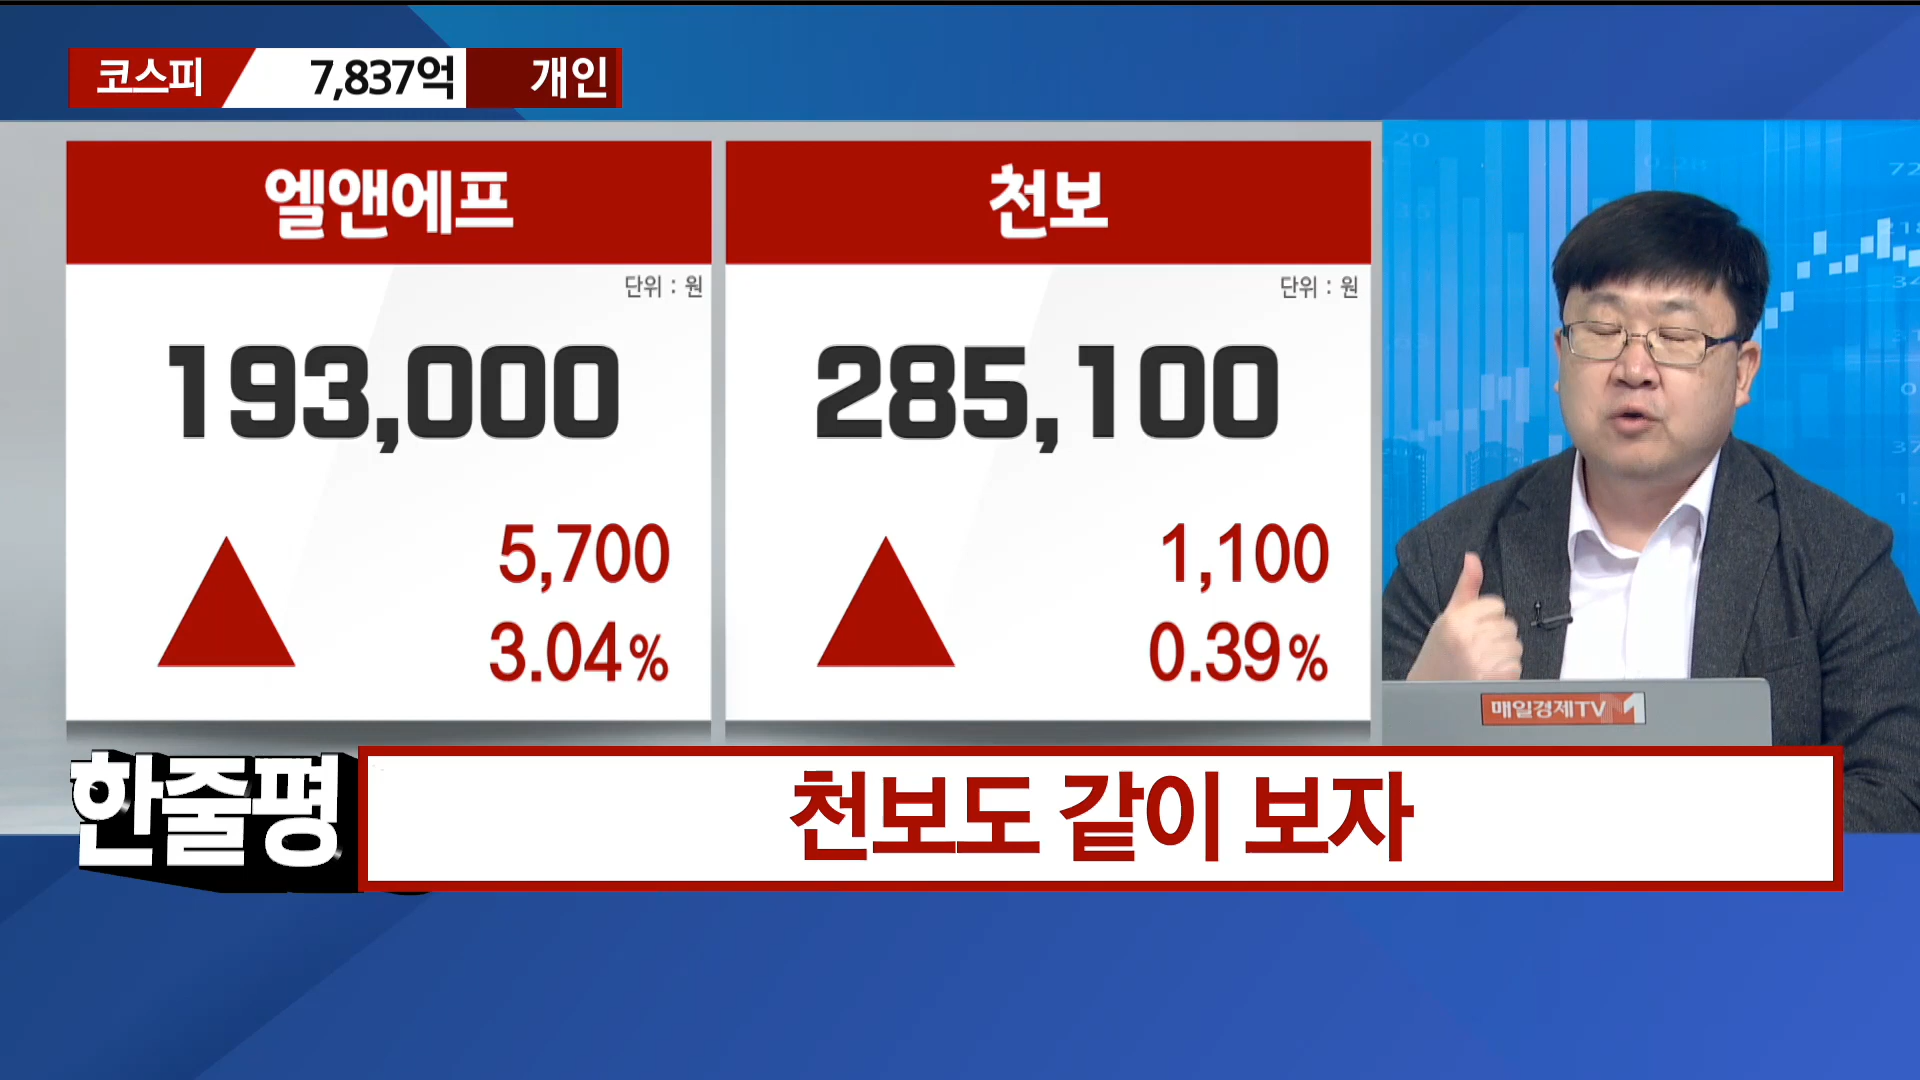 코스피 7,837억 개인
엘앤에프
단위 : 원
193,000
5,700
3.04%
천보
단위 : 원
285,100
1,100
0.39%
매일경제TV
한줄평
천보도 같이 보자